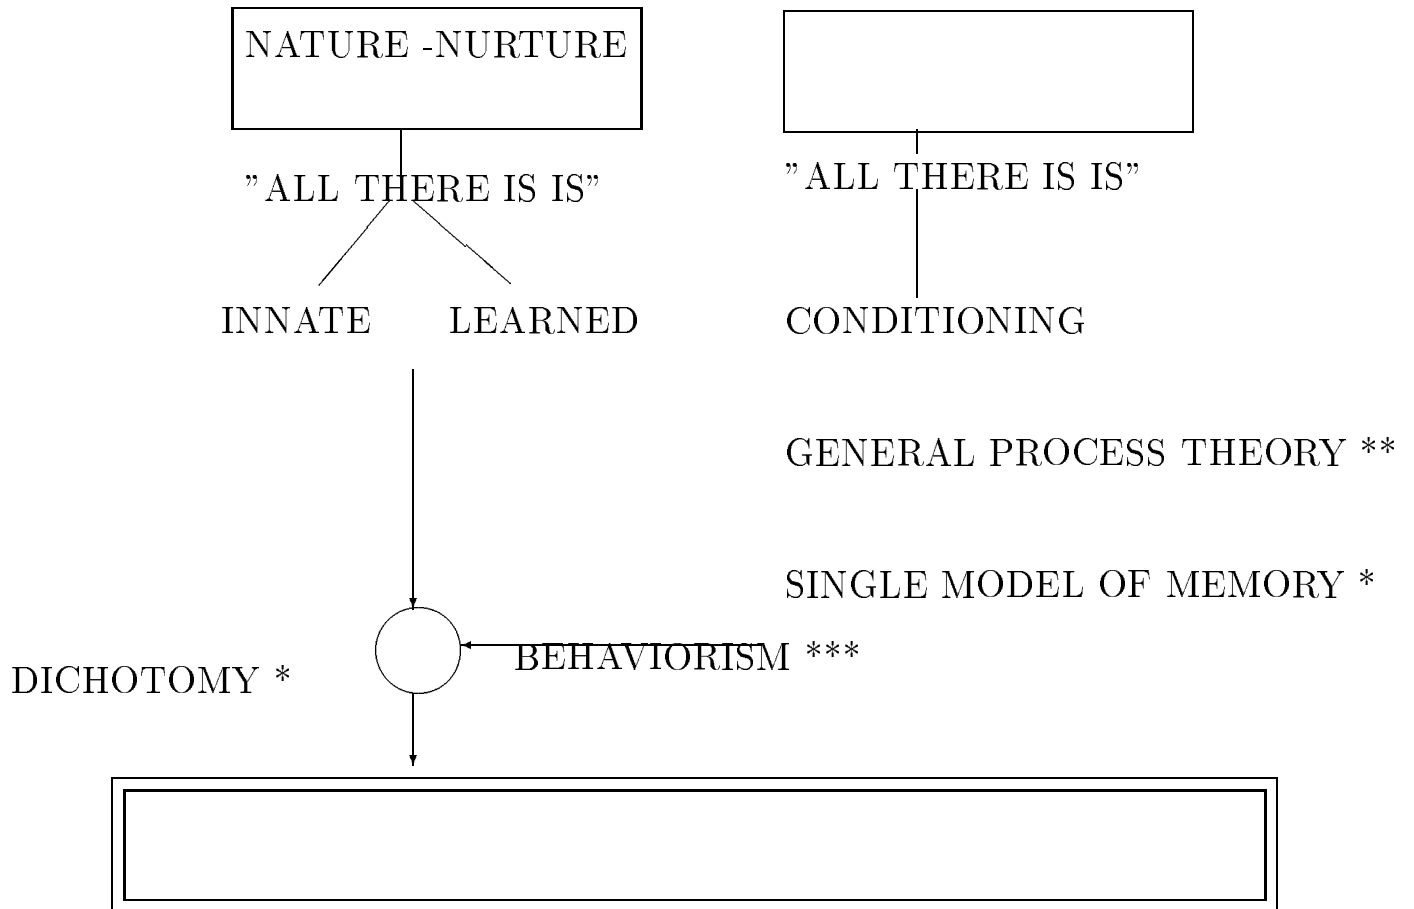 NATURE -NURTURE
"ALL THERE IS IS"
"ALL THERE IS IS"
INNATE
LEARNED
CONDITIONING
GENERAL PROCESS THEORY **
SINGLE MODEL OF MEMORY *
BEHAVIORISM ***
DICHOTOMY *